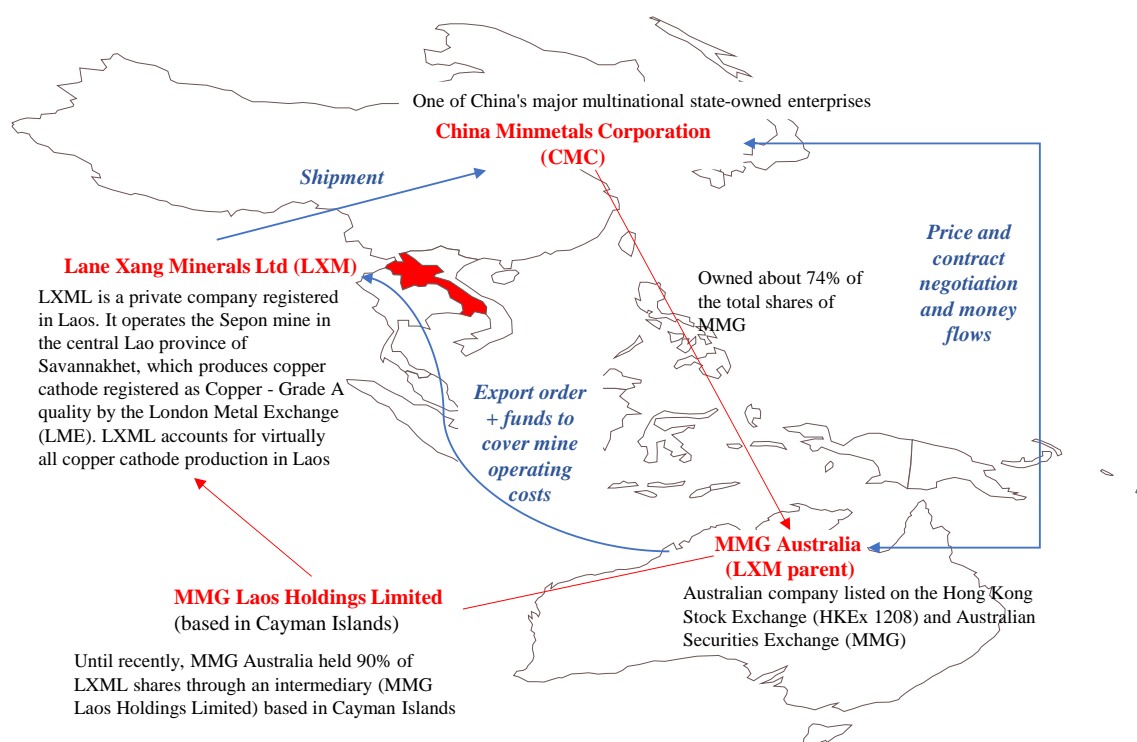 One of China's major multinational state-owned enterprises
China Minmetals Corporation
(CMC)
Shipment
Price and
contract
negotiation
and money
flows
Lane Xang Minerals Ltd (LXM)
LXML is a private company registered
in Laos. It operates the Sepon mine in
the central Lao province of
Savannakhet, which produces copper
cathode registered as Copper - Grade A
quality by the London Metal Exchange
(LME). LXML accounts for virtually
all copper cathode production in Laos
Owned about 74% of
the total shares of
MMG
Export order
+ funds to
cover mine
operating
costs
MMG Australia
(LXM parent)
Australian company listed on the Hong Kong
Stock Exchange (HKEx 1208) and Australian
Securities Exchange (MMG)
MMG Laos Holdings Limited
(based in Cayman Islands)
Until recently, MMG Australia held 90% of
LXML shares through an intermediary (MMG
Laos Holdings Limited) based in Cayman Islands